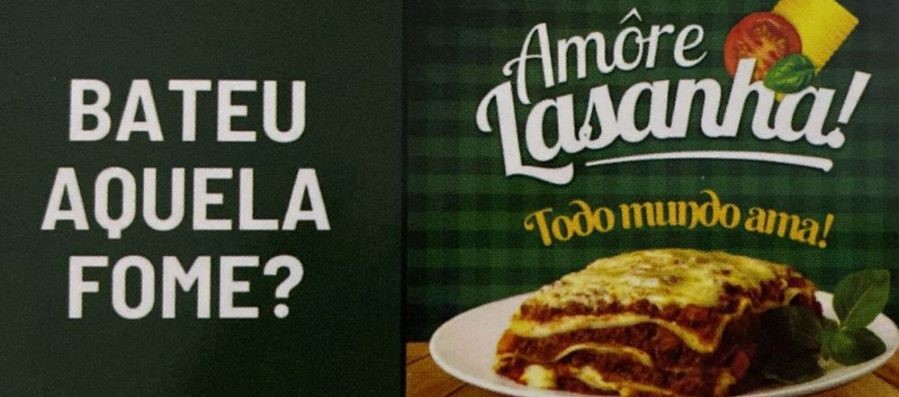 BATEU
AQUELA
FOME?
Amôre
Lasanha!
Todo mundo ama!